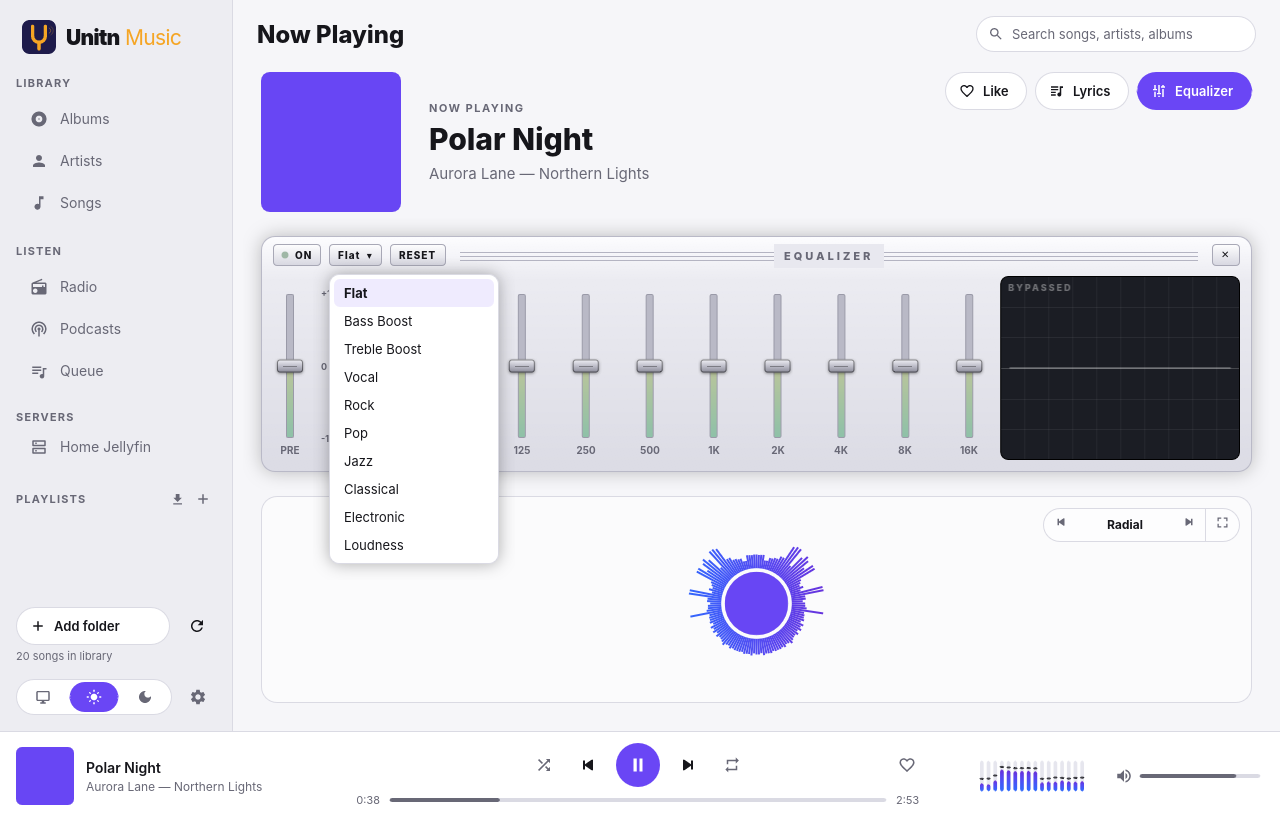 Unitn Music
LIBRARY
Albums
Artists
Songs
LISTEN
Radio
Podcasts
Queue
SERVERS
Home Jellyfin
PLAYLISTS
Add folder
20 songs in library
Now Playing
Search songs, artists, albums
Like
Lyrics
Equalizer
NOW PLAYING
Polar Night
Aurora Lane — Northern Lights
ON
Flat
RESET
EQUALIZER
BYPASSED
0
PRE
125
250
500
1K
2K
4K
8K
16K
Flat
Bass Boost
Treble Boost
Vocal
Rock
Pop
Jazz
Classical
Electronic
Loudness
Radial
Polar Night
Aurora Lane — Northern Lights
0:38
2:53